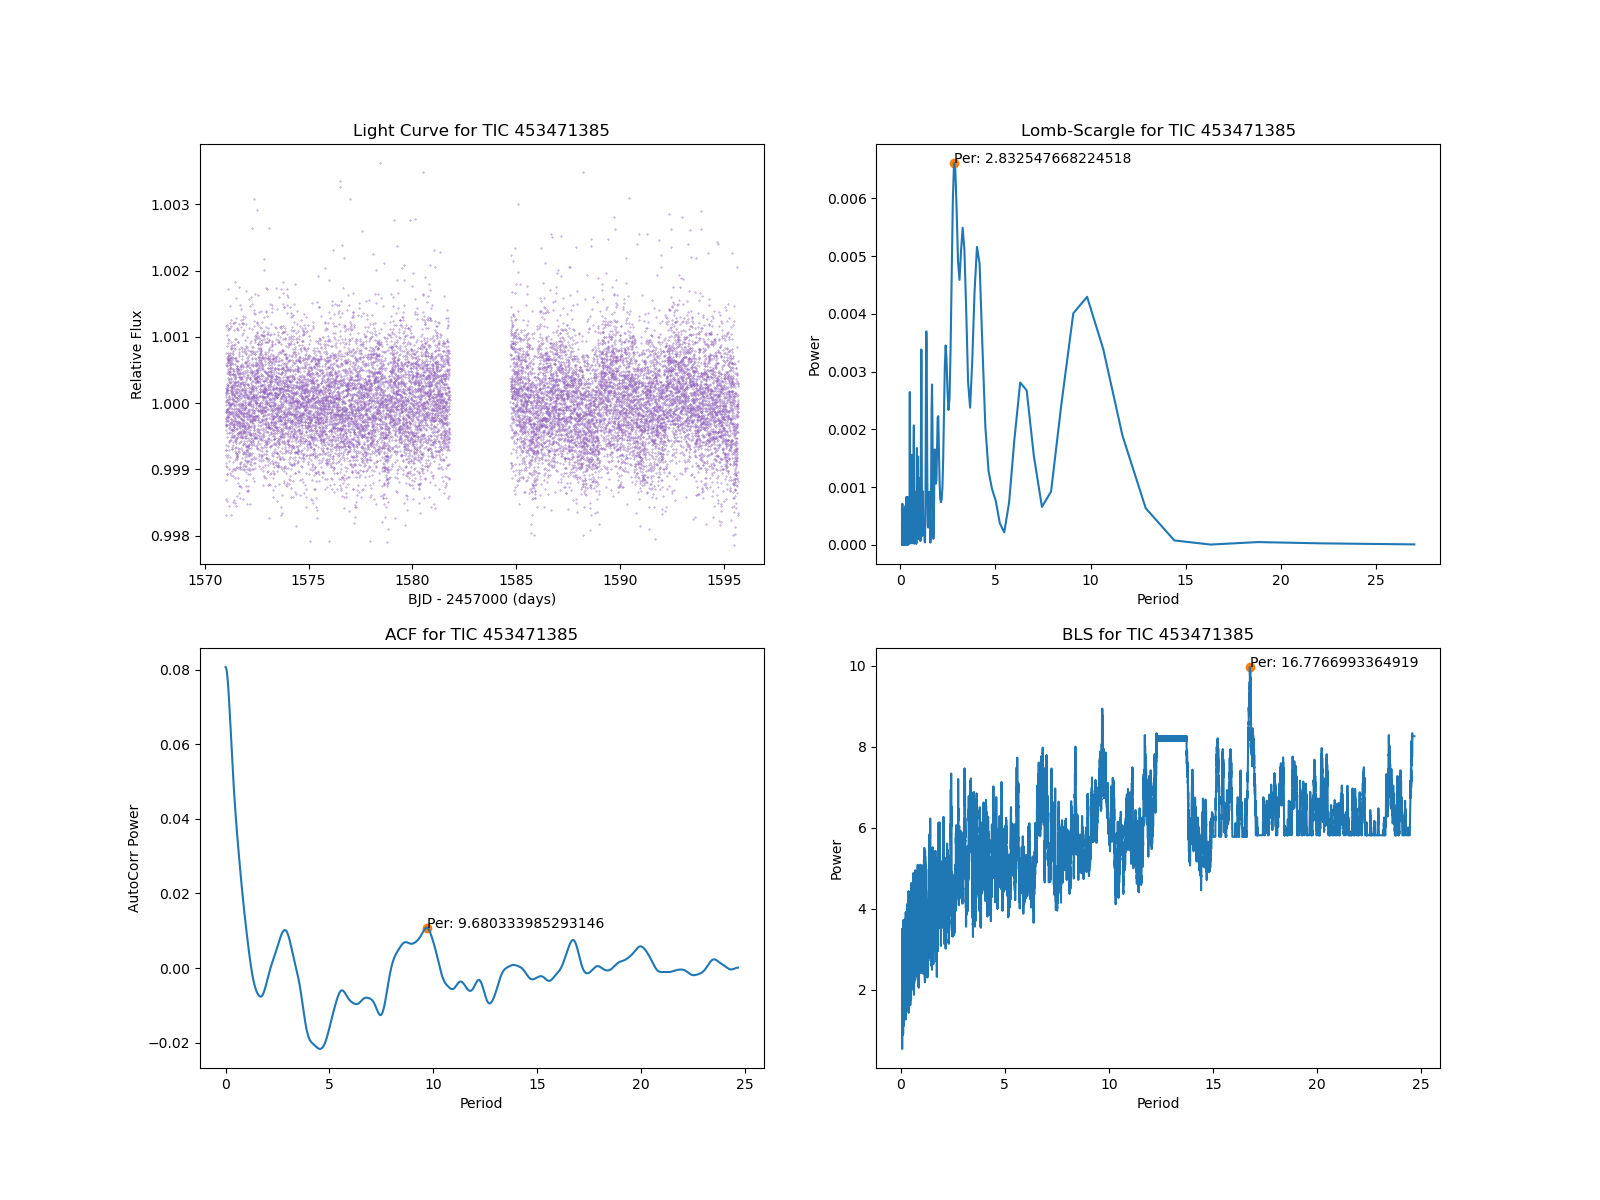 Light Curve for TIC 453471385
Relative Flux
1.003
1.002
1.001
1.000
0.999
0.998
1570 1575 1580 1585 1590 1595
BJD - 2457000 (days)
Lomb-Scargle for TIC 453471385
Per: 2.832547668224518
Power
0.006
0.005
0.004
0.003
0.002
0.001
0.000
0 5 10 15 20 25
Period
ACF for TIC 453471385
AutoCorr Power
0.08
0.06
0.04
0.02
0.00
−0.02
Per: 9.680333985293146
0 5 10 15 20 25
Period
BLS for TIC 453471385
Per: 16.7766993364919
Power
10
8
6
4
2
0 5 10 15 20 25
Period